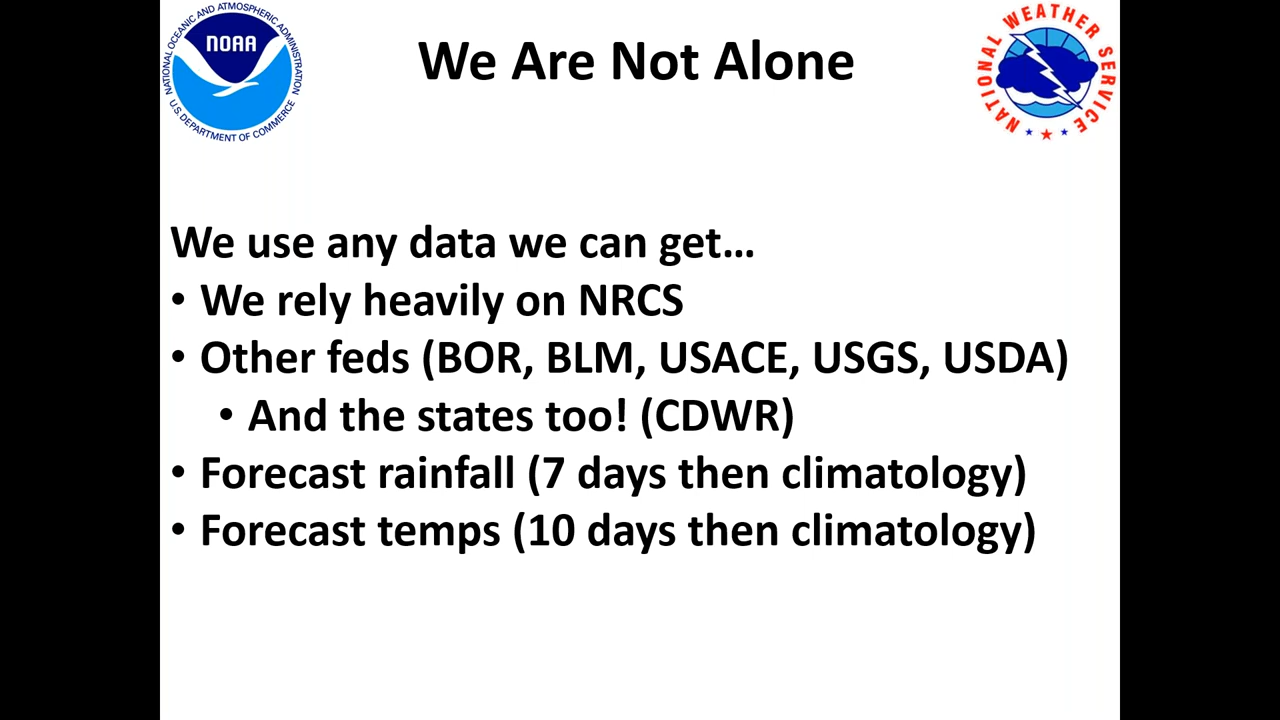 NATIONAL OCEANIC AND ATMOSPHERIC ADMINISTRATION
NOAA
U.S. DEPARTMENT OF COMMERCE
We Are Not Alone
NATIONAL WEATHER SERVICE
We use any data we can get...
• We rely heavily on NRCS
• Other feds (BOR, BLM, USACE, USGS, USDA)
• And the states too! (CDWR)
• Forecast rainfall (7 days then climatology)
• Forecast temps (10 days then climatology)